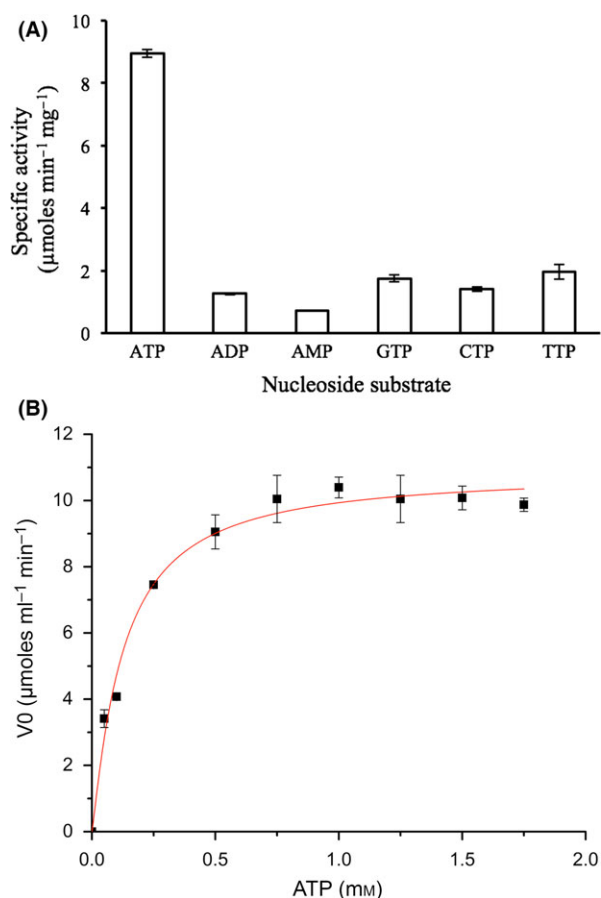 (A)
Specific activity
(μmoles min⁻¹ mg⁻¹)
10
8
6
4
2
0
ATP ADP AMP GTP CTP TTP
Nucleoside substrate
(B)
V0 (μmoles ml⁻¹ min⁻¹)
12
10
8
6
4
2
0
0.0 0.5 1.0 1.5 2.0
ATP (mM)